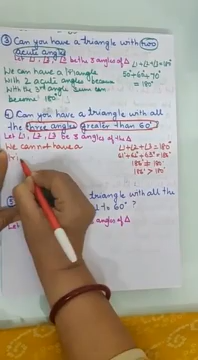 ③ Can you have a triangle with two
acute angle
Let ∠1, ∠2, ∠3 be the 3 angles of Δ
∠1+∠2+∠3=180°
We can have a triangle
with 2 acute angles because
with the 3rd angle sum can
become 180°
50°+60°+70°
= 180°
④ Can you have a triangle with all
the three angles greater than 60°
Let ∠1, ∠2, ∠3 be 3 angles of the Δ
We cannot have a
tri
∠1+∠2+∠3=180°
61°+62°+63°=180°
186° ≠ 180°
186° > 180°
triangle with all the
60° ?
angles of Δ